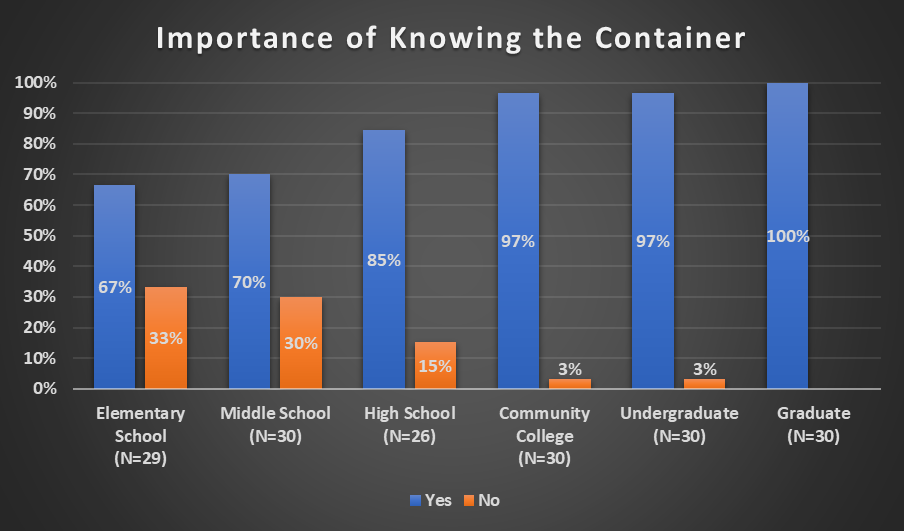 Importance of Knowing the Container
100%
90%
80%
70%
60%
50%
40%
30%
20%
10%
0%
67%
33%
70%
30%
85%
15%
97%
3%
97%
3%
100%
Elementary
School
(N=29)
Middle School
(N=30)
High School
(N=26)
Community
College
(N=30)
Undergraduate
(N=30)
Graduate
(N=30)
Yes
No